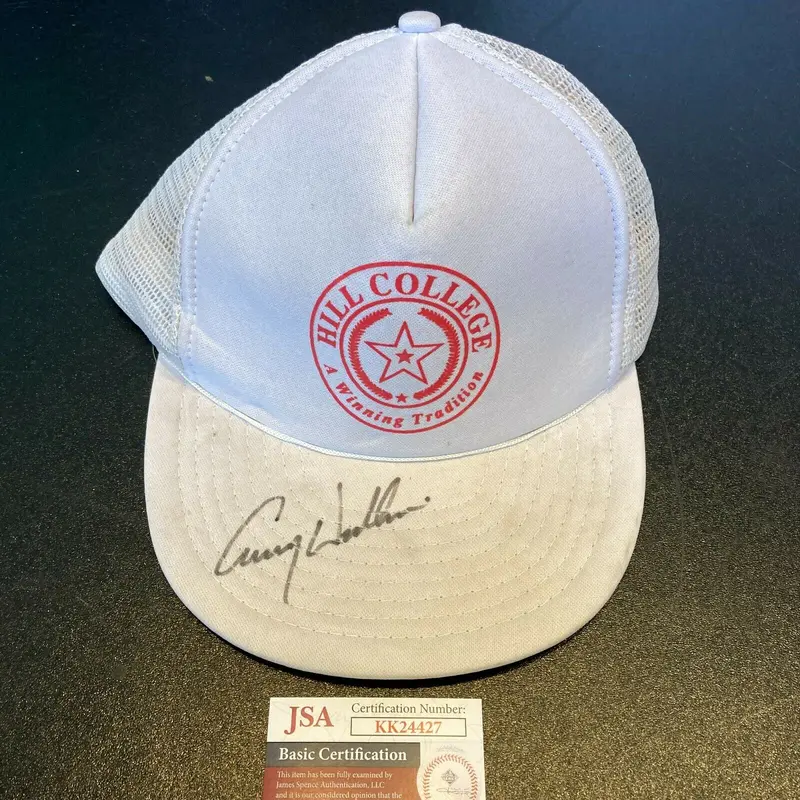 HILL COLLEGE
A Winning Tradition
JSA
Certification Number:
KK24427
Basic Certification
This item has been fully examined by
James Spence Authentication, LLC
and it is our considered opinion that the